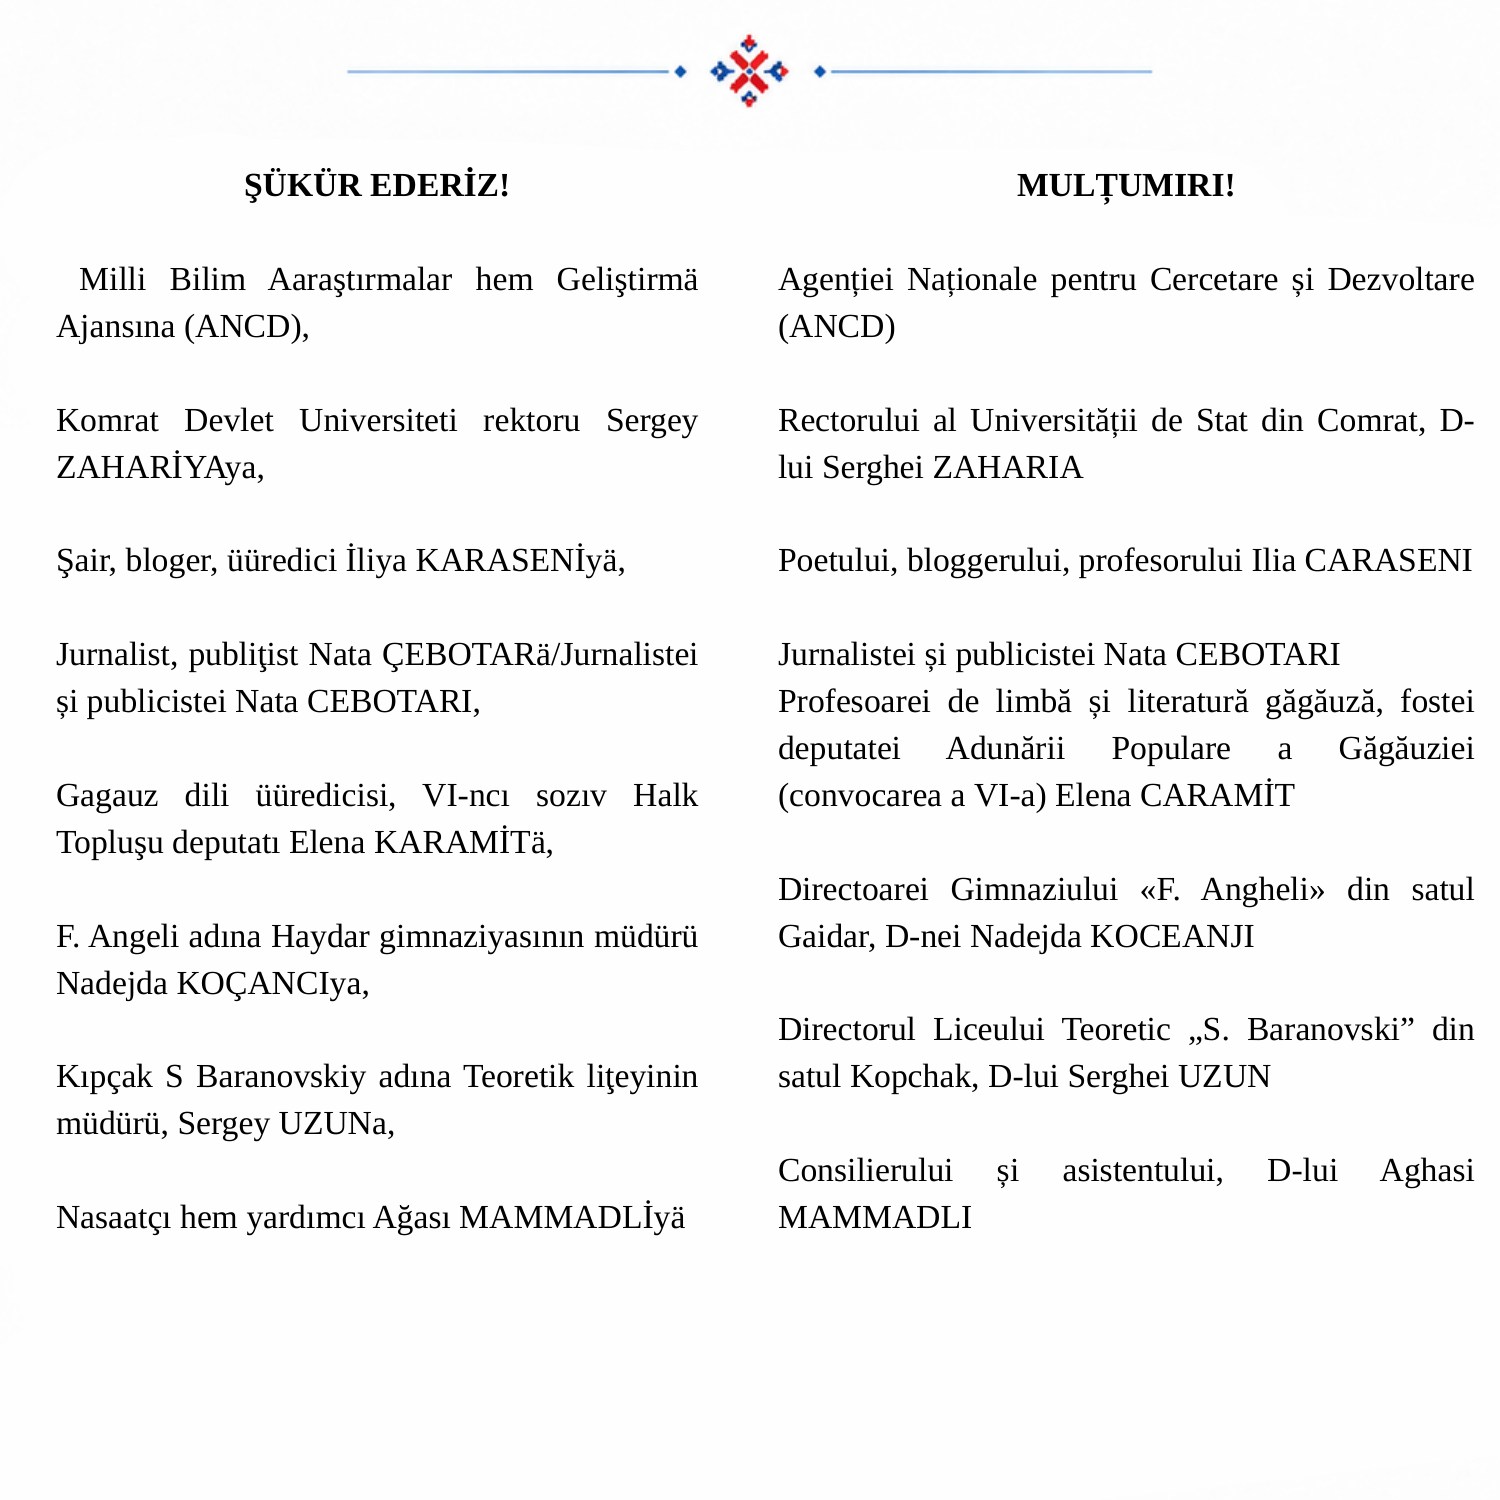 ŞÜKÜR EDERİZ!
Milli Bilim Aaraştırmalar hem Geliştirmä
Ajansına (ANCD),
Komrat Devlet Universiteti rektoru Sergey
ZAHARİYAya,
Şair, bloger, üüredici İliya KARASENİyä,
Jurnalist, publiţist Nata ÇEBOTARä/Jurnalistei
și publicistei Nata CEBOTARI,
Gagauz dili üüredicisi, VI-ncı sozıv Halk
Topluşu deputatı Elena KARAMİTä,
F. Angeli adına Haydar gimnaziyasının müdürü
Nadejda KOÇANCIya,
Kıpçak S Baranovskiy adına Teoretik liţeyinin
müdürü, Sergey UZUNa,
Nasaatçı hem yardımcı Ağası MAMMADLİyä
MULȚUMIRI!
Agenției Naționale pentru Cercetare și Dezvoltare
(ANCD)
Rectorului al Universității de Stat din Comrat, D-
lui Serghei ZAHARIA
Poetului, bloggerului, profesorului Ilia CARASENI
Jurnalistei și publicistei Nata CEBOTARI
Profesoarei de limbă și literatură găgăuză, fostei
deputatei Adunării Populare a Găgăuziei
(convocarea a VI-a) Elena CARAMİT
Directoarei Gimnaziului «F. Angheli» din satul
Gaidar, D-nei Nadejda KOCEANJI
Directorul Liceului Teoretic „S. Baranovski” din
satul Kopchak, D-lui Serghei UZUN
Consilierului și asistentului, D-lui Aghasi
MAMMADLI